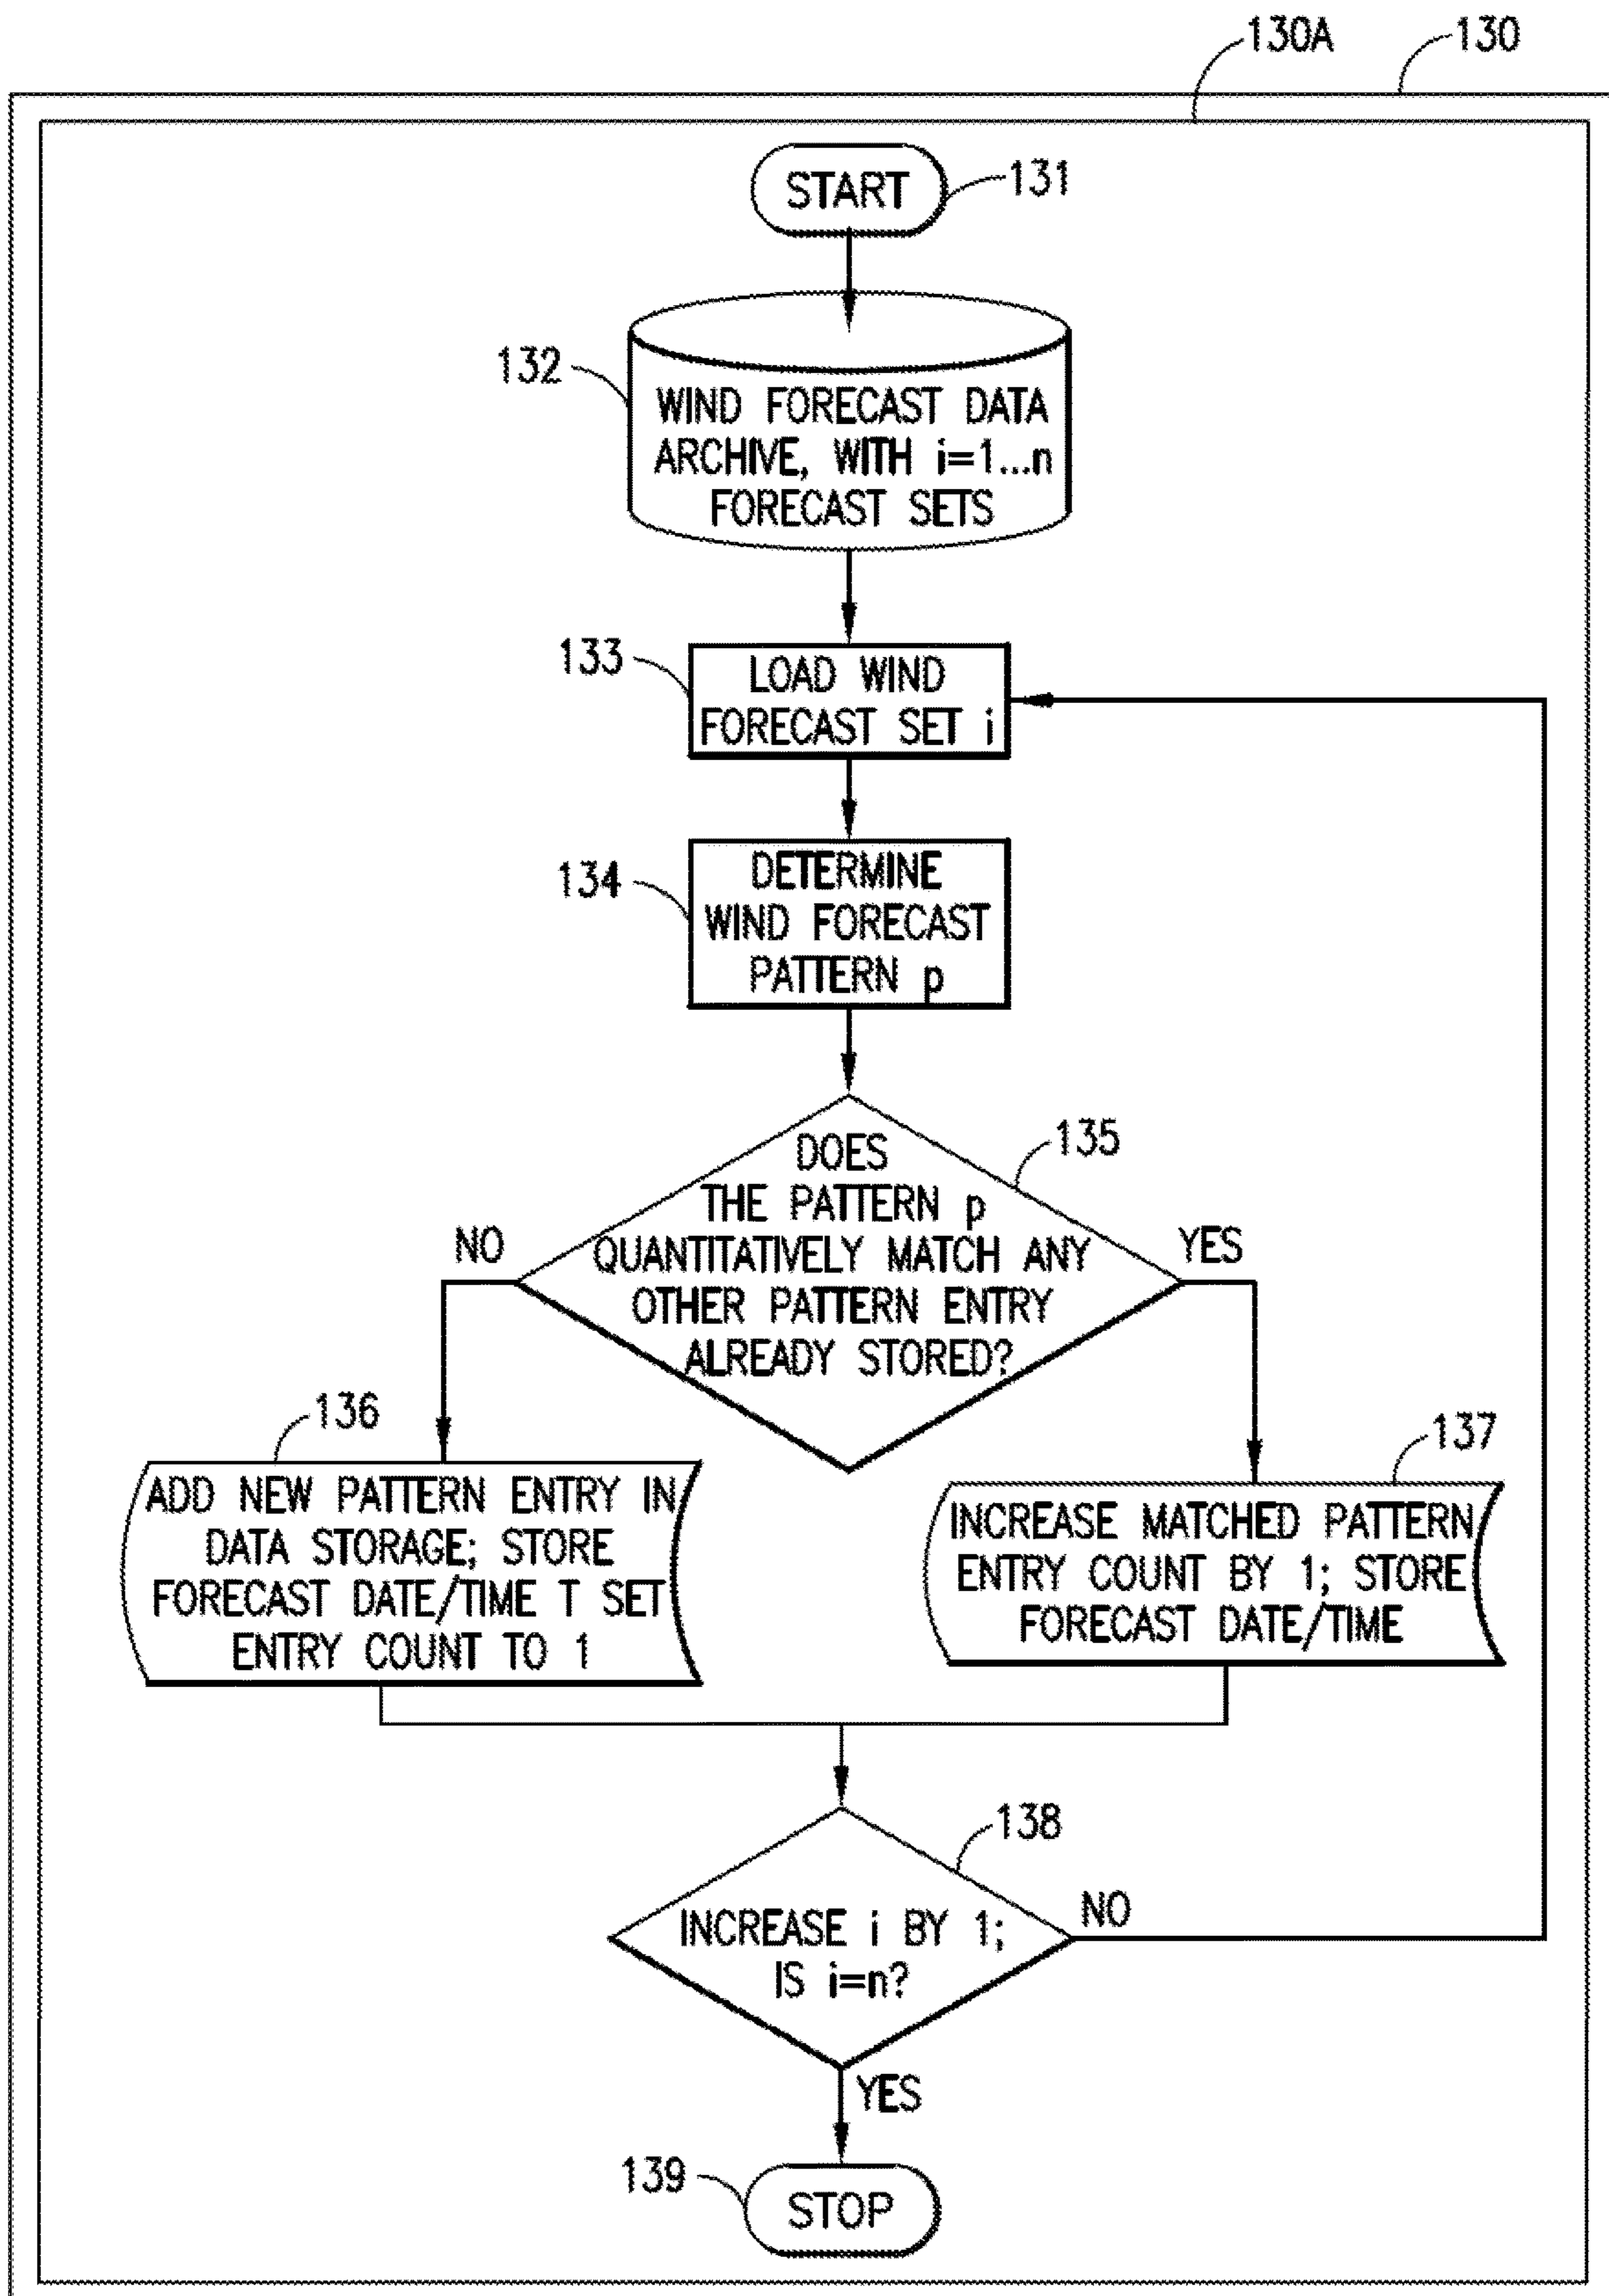 130A
130
START
131
132
WIND FORECAST DATA
ARCHIVE, WITH i=1...n
FORECAST SETS
133
LOAD WIND
FORECAST SET i
134
DETERMINE
WIND FORECAST
PATTERN p
135
DOES
THE PATTERN p
QUANTITATIVELY MATCH ANY
OTHER PATTERN ENTRY
ALREADY STORED?
NO
YES
136
ADD NEW PATTERN ENTRY IN
DATA STORAGE; STORE
FORECAST DATE/TIME T SET
ENTRY COUNT TO 1
137
INCREASE MATCHED PATTERN
ENTRY COUNT BY 1; STORE
FORECAST DATE/TIME
138
INCREASE i BY 1;
IS i=n?
NO
YES
139
STOP